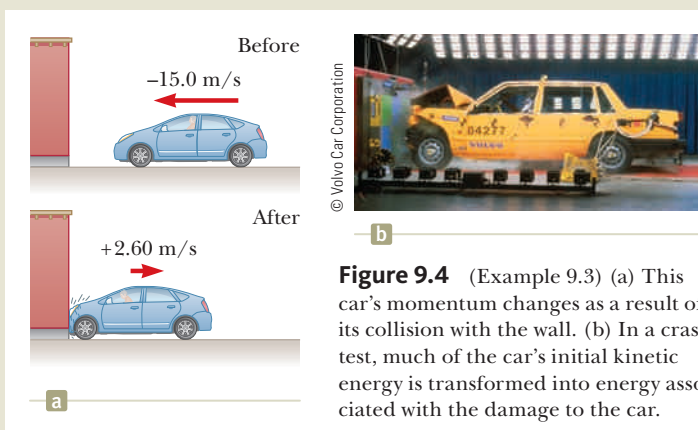 Before
–15.0 m/s
After
+2.60 m/s
a
© Volvo Car Corporation
04277
VOLVO
b
Figure 9.4 (Example 9.3) (a) This
car’s momentum changes as a result of
its collision with the wall. (b) In a cras
test, much of the car’s initial kinetic
energy is transformed into energy asso
ciated with the damage to the car.